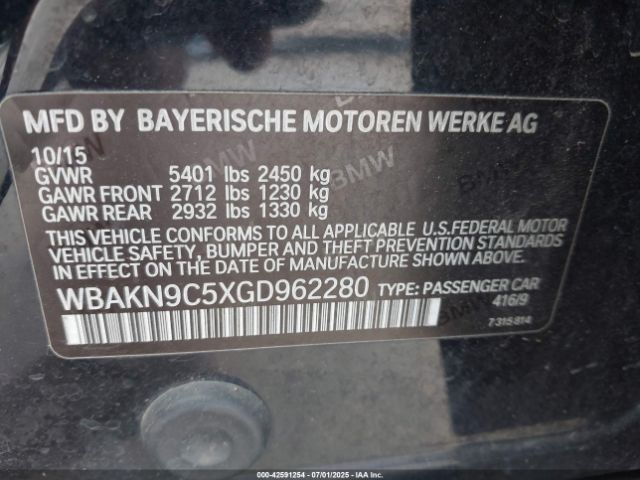 MFD BY BAYERISCHE MOTOREN WERKE AG
10/15
GVWR 5401 lbs 2450 kg
GAWR FRONT 2712 lbs 1230 kg
GAWR REAR 2932 lbs 1330 kg
THIS VEHICLE CONFORMS TO ALL APPLICABLE U.S.FEDERAL MOTOR
VEHICLE SAFETY, BUMPER AND THEFT PREVENTION STANDARDS
IN EFFECT ON THE DATE OF MANUFACTURE SHOWN ABOVE.
WBAKN9C5XGD962280 TYPE: PASSENGER CAR
416/9
7315814
000-42591254 | 07/01/2025 | IAAI.COM